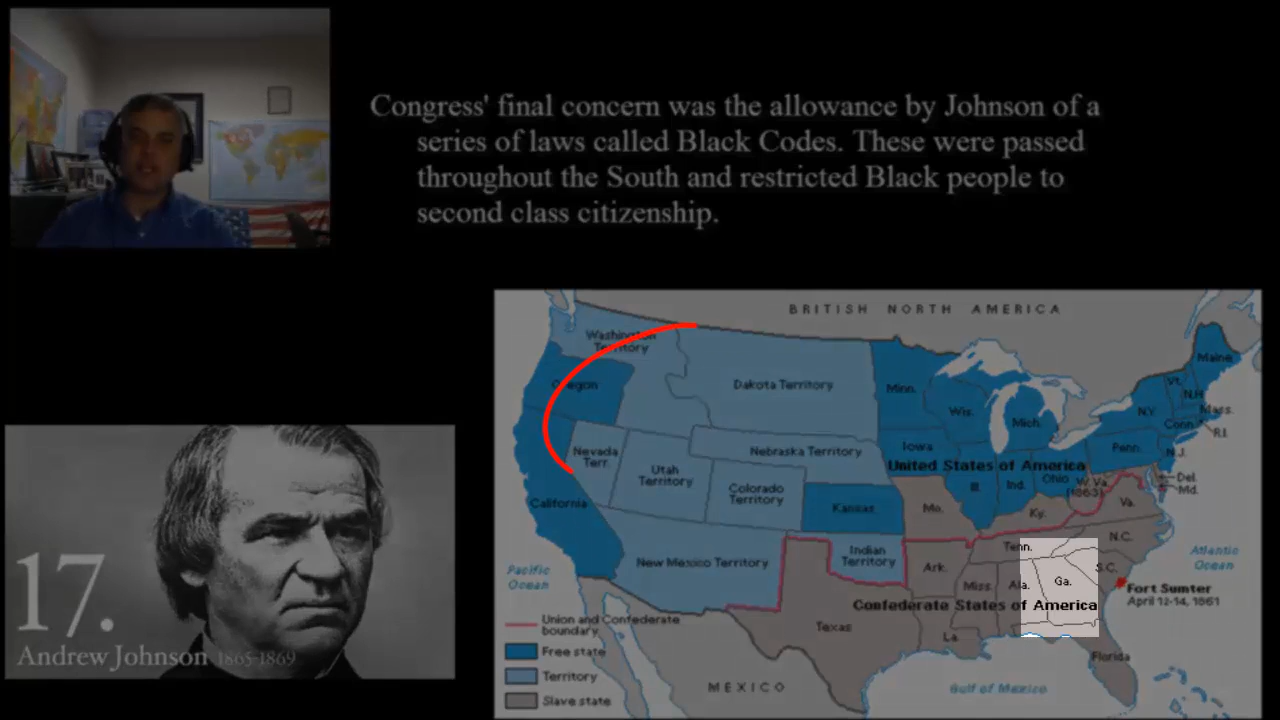 Congress' final concern was the allowance by Johnson of a
series of laws called Black Codes. These were passed
throughout the South and restricted Black people to
second class citizenship.
BRITISH NORTH AMERICA
Washington
Territory
Oregon
Dakota Territory
Minn.
Wis.
Mich.
Maine
Vt.
N.H.
Mass.
N.Y.
Conn.
R.I.
Nevada
Terr.
Utah
Territory
Nebraska Territory
Iowa
Penn.
N.J.
United States of America
Colorado
Territory
Ill.
Ind.
Ohio
W. Va.
(1863)
Del.
Md.
California
Kansas
Mo.
Ky.
Va.
New Mexico Territory
Indian
Territory
Tenn.
N.C.
Atlantic
Ocean
Pacific
Ocean
Ark.
Miss.
Ala.
Ga.
S.C.
Fort Sumter
April 12-14, 1861
Confederate States of America
Texas
La.
Florida
Union and Confederate
boundary
Free state
Territory
Slave state
MEXICO
Gulf of Mexico
17.
Andrew Johnson 1865-1869